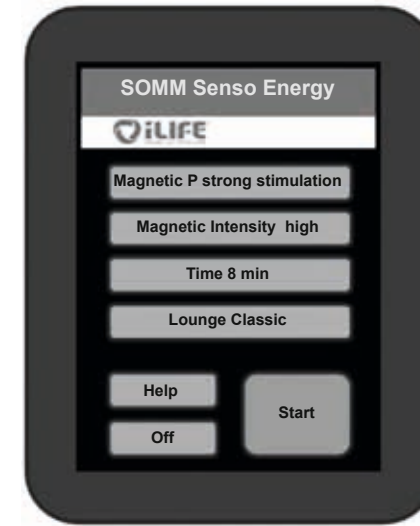 SOMM Senso Energy
iLIFE
Magnetic P strong stimulation
Magnetic Intensity high
Time 8 min
Lounge Classic
Help
Start
Off